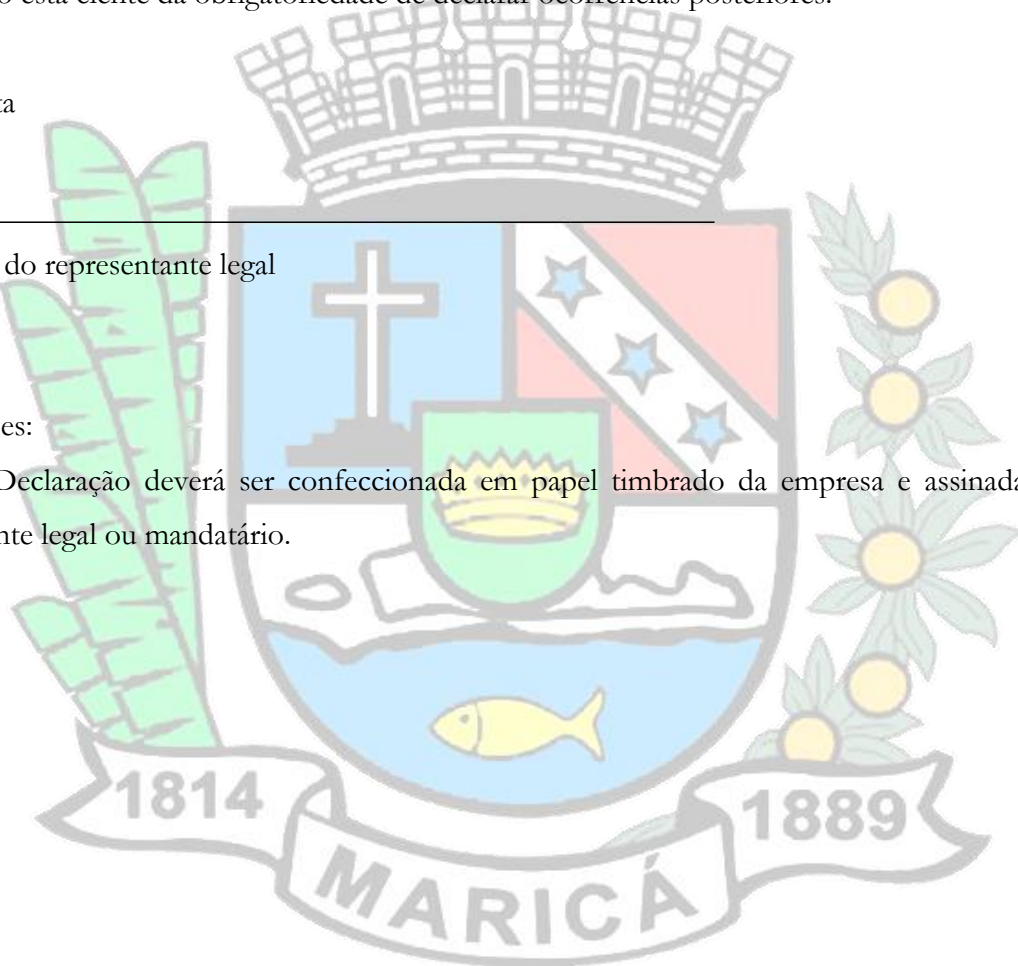 o está ciente da obrigatoriedade de declarar ocorrências posteriores.
ta
do representante legal
es:
Declaração deverá ser confeccionada em papel timbrado da empresa e assinada
nte legal ou mandatário.
1814
1889
MARICÁ